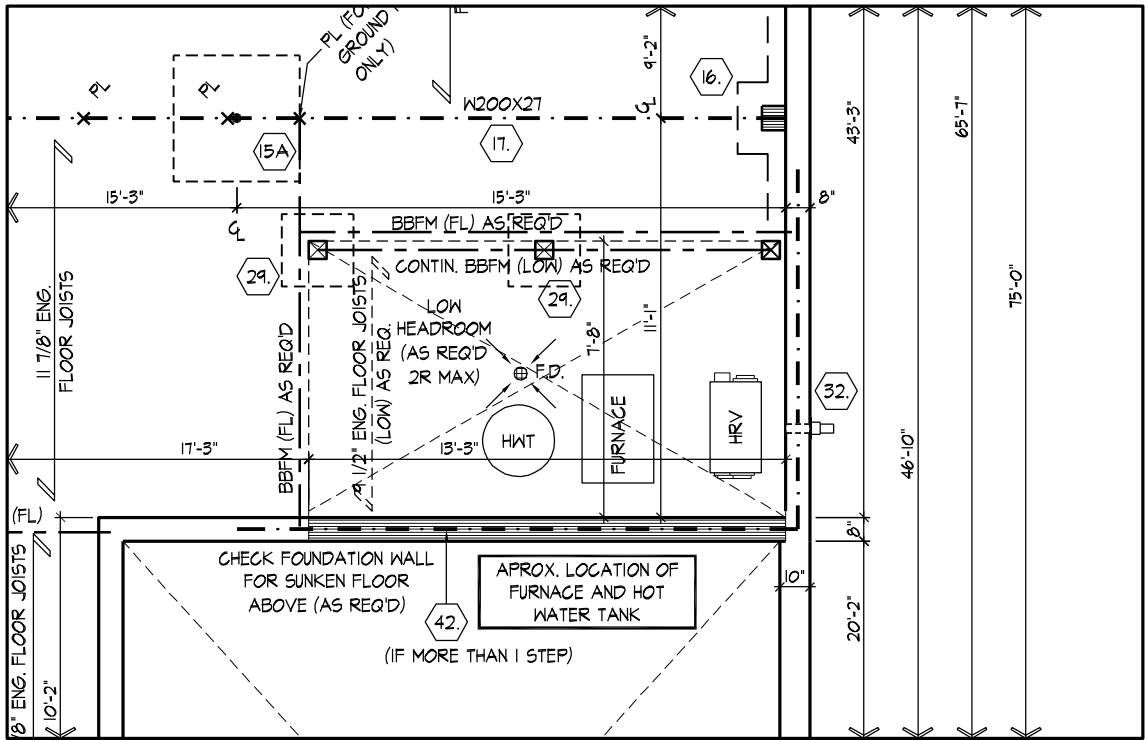 PL (FO
GROUND
ONLY)
PL
PL
W200X27
9'-2"
CL
16.
15A
17.
43'-3"
65'-7"
15'-3"
15'-3"
8"
CL
BBFM (FL) AS REQ'D
CONTIN. BBFM (LOW) AS REQ'D
29.
29.
11 7/8" ENG.
FLOOR JOISTS
BBFM (FL) AS REQ'D
9 1/2" ENG. FLOOR JOISTS
(LOW) AS REQ.
LOW
HEADROOM
(AS REQ'D
2R MAX)
F.D.
7'-8"
11'-1"
75'-0"
32.
HWT
FURNACE
HRV
17'-3"
13'-3"
46'-10"
(FL)
8"
CHECK FOUNDATION WALL
FOR SUNKEN FLOOR
ABOVE (AS REQ'D)
42.
(IF MORE THAN 1 STEP)
APROX. LOCATION OF
FURNACE AND HOT
WATER TANK
10"
20'-2"
/8" ENG. FLOOR JOISTS
10'-2"